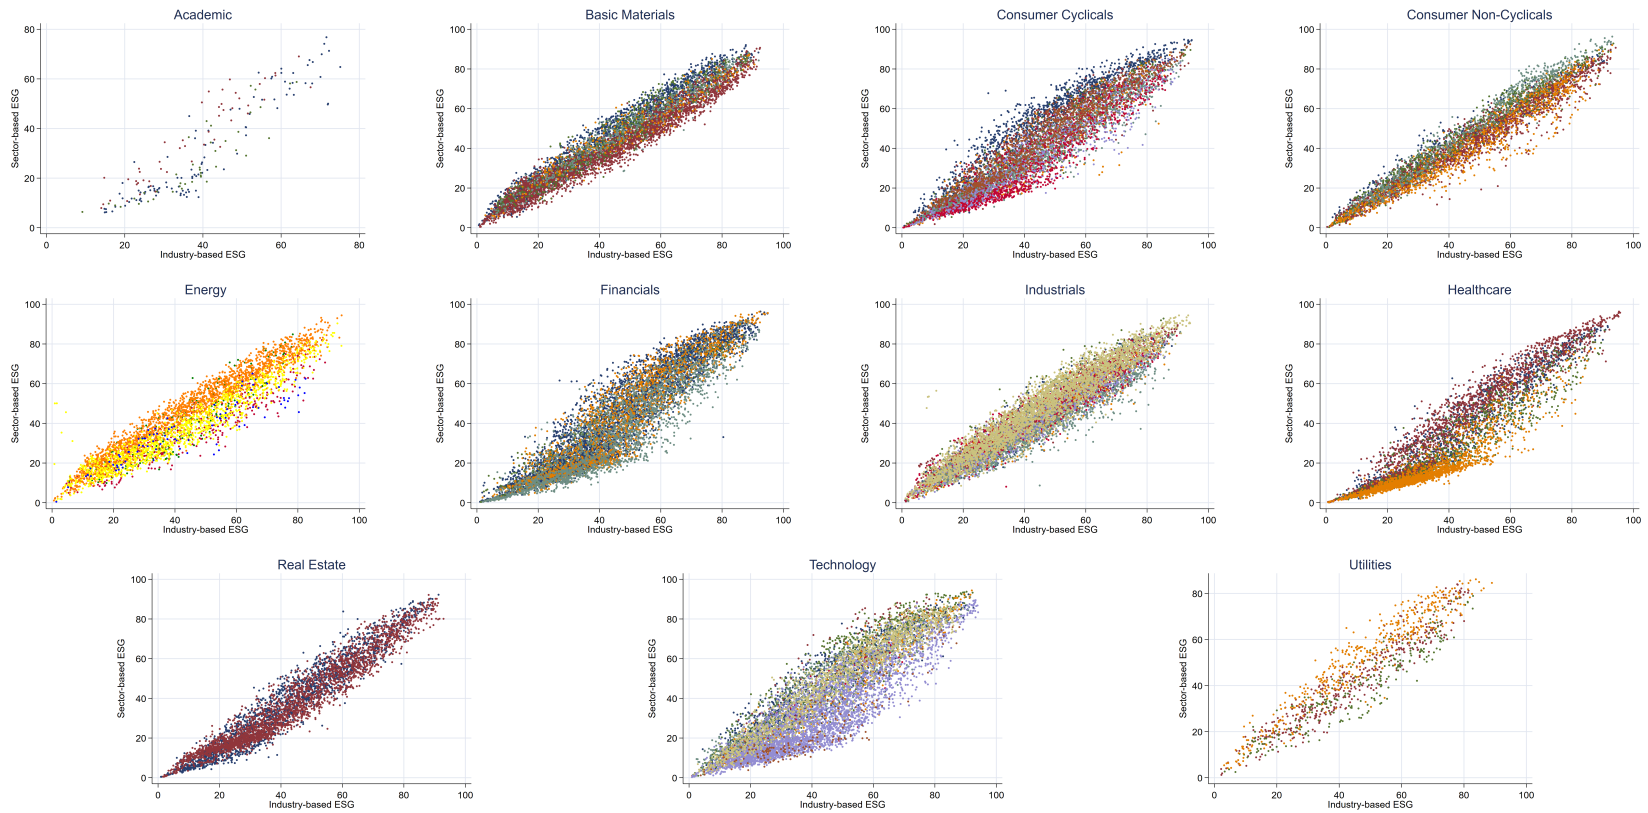 Academic
Sector-based ESG
80
60
40
20
0
0 20 40 60 80
Industry-based ESG
Basic Materials
Sector-based ESG
100
80
60
40
20
0
0 20 40 60 80 100
Industry-based ESG
Consumer Cyclicals
Sector-based ESG
100
80
60
40
20
0
0 20 40 60 80 100
Industry-based ESG
Consumer Non-Cyclicals
Sector-based ESG
100
80
60
40
20
0
0 20 40 60 80 100
Industry-based ESG
Energy
Sector-based ESG
100
80
60
40
20
0
0 20 40 60 80 100
Industry-based ESG
Financials
Sector-based ESG
100
80
60
40
20
0
0 20 40 60 80 100
Industry-based ESG
Industrials
Sector-based ESG
100
80
60
40
20
0
0 20 40 60 80 100
Industry-based ESG
Healthcare
Sector-based ESG
100
80
60
40
20
0
0 20 40 60 80 100
Industry-based ESG
Real Estate
Sector-based ESG
100
80
60
40
20
0
0 20 40 60 80 100
Industry-based ESG
Technology
Sector-based ESG
100
80
60
40
20
0
0 20 40 60 80 100
Industry-based ESG
Utilities
Sector-based ESG
80
60
40
20
0
0 20 40 60 80 100
Industry-based ESG